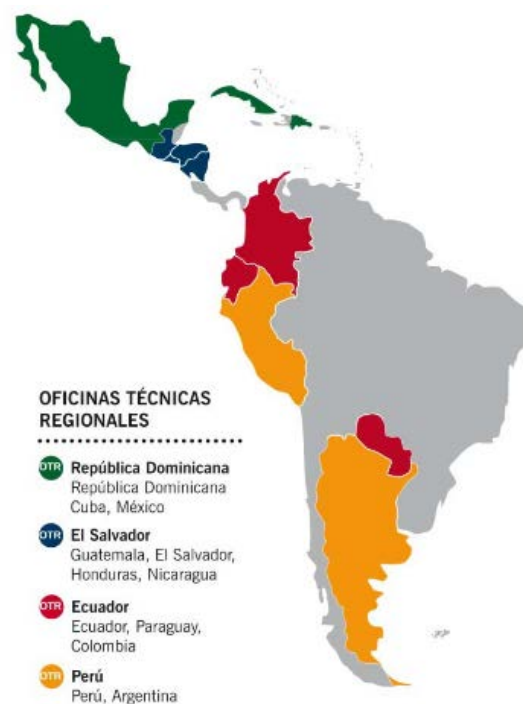 OFICINAS TÉCNICAS
REGIONALES
OTR República Dominicana
República Dominicana
Cuba, México
OTR El Salvador
Guatemala, El Salvador,
Honduras, Nicaragua
OTR Ecuador
Ecuador, Paraguay,
Colombia
OTR Perú
Perú, Argentina